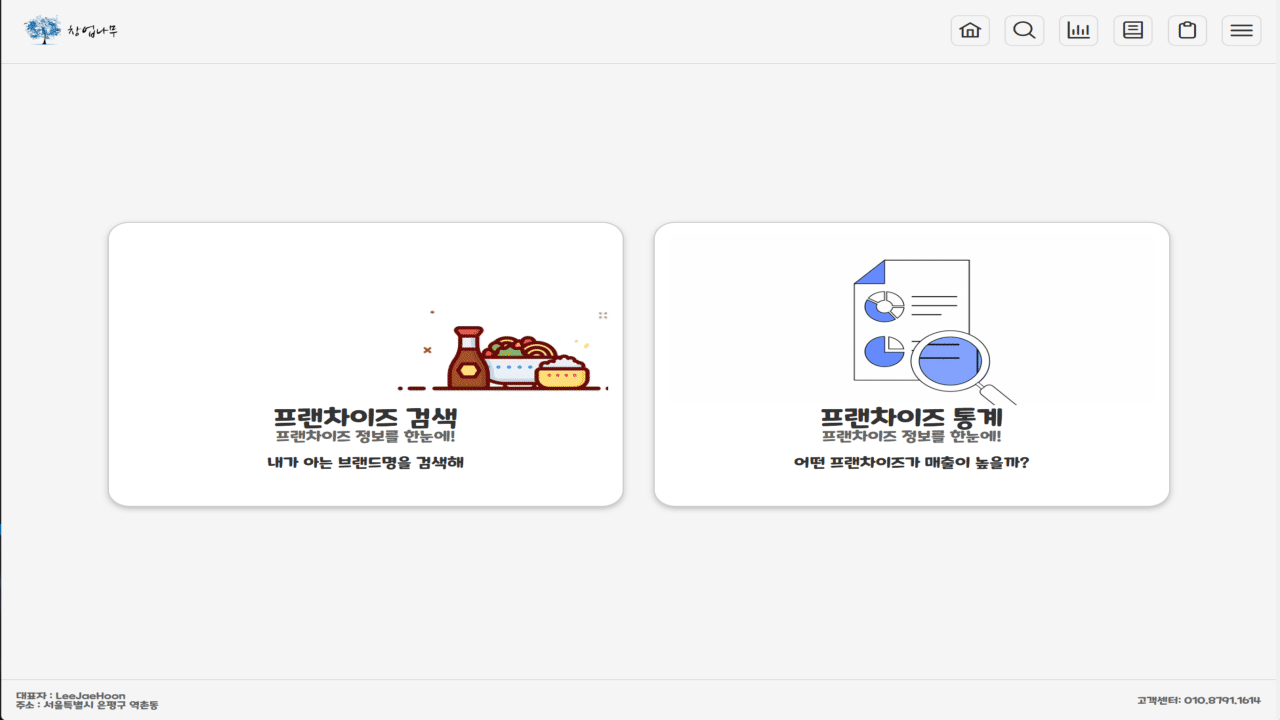 창업나무
프랜차이즈 검색
프랜차이즈 정보를 한눈에!
내가 아는 브랜드명을 검색해
프랜차이즈 통계
프랜차이즈 정보를 한눈에!
어떤 프랜차이즈가 매출이 높을까?
대표자 : LeeJaeHoon
주소 : 서울특별시 은평구 역촌동
고객센터: 010.8791.1614